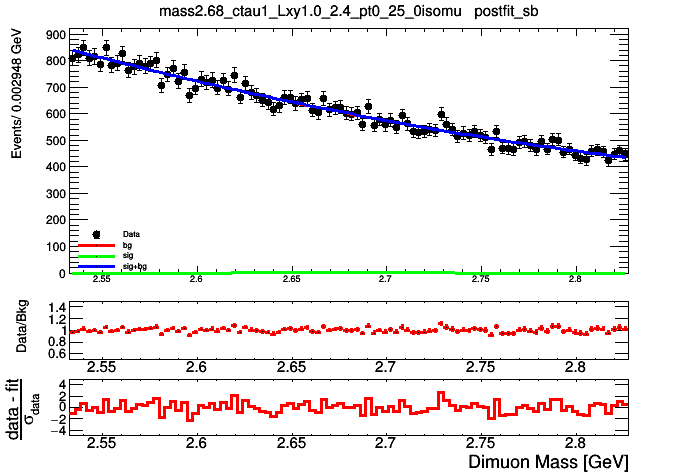 mass2.68_ctau1_Lxy1.0_2.4_pt0_25_0isomu postfit_sb
Events/ 0.002948 GeV
900
800
700
600
500
400
300
200
100
0
Data
bg
sig
sig+bg
2.55 2.6 2.65 2.7 2.75 2.8
Data/Bkg
1.4
1.2
1
0.8
0.6
2.55 2.6 2.65 2.7 2.75 2.8
data - fit
σdata
4
2
0
−2
−4
2.55 2.6 2.65 2.7 2.75 2.8
Dimuon Mass [GeV]